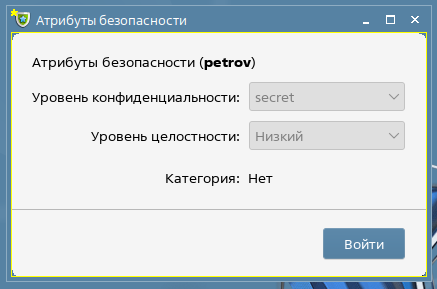 Атрибуты безопасности
Атрибуты безопасности (petrov)
Уровень конфиденциальности: secret
Уровень целостности: Низкий
Категория: Нет
Войти